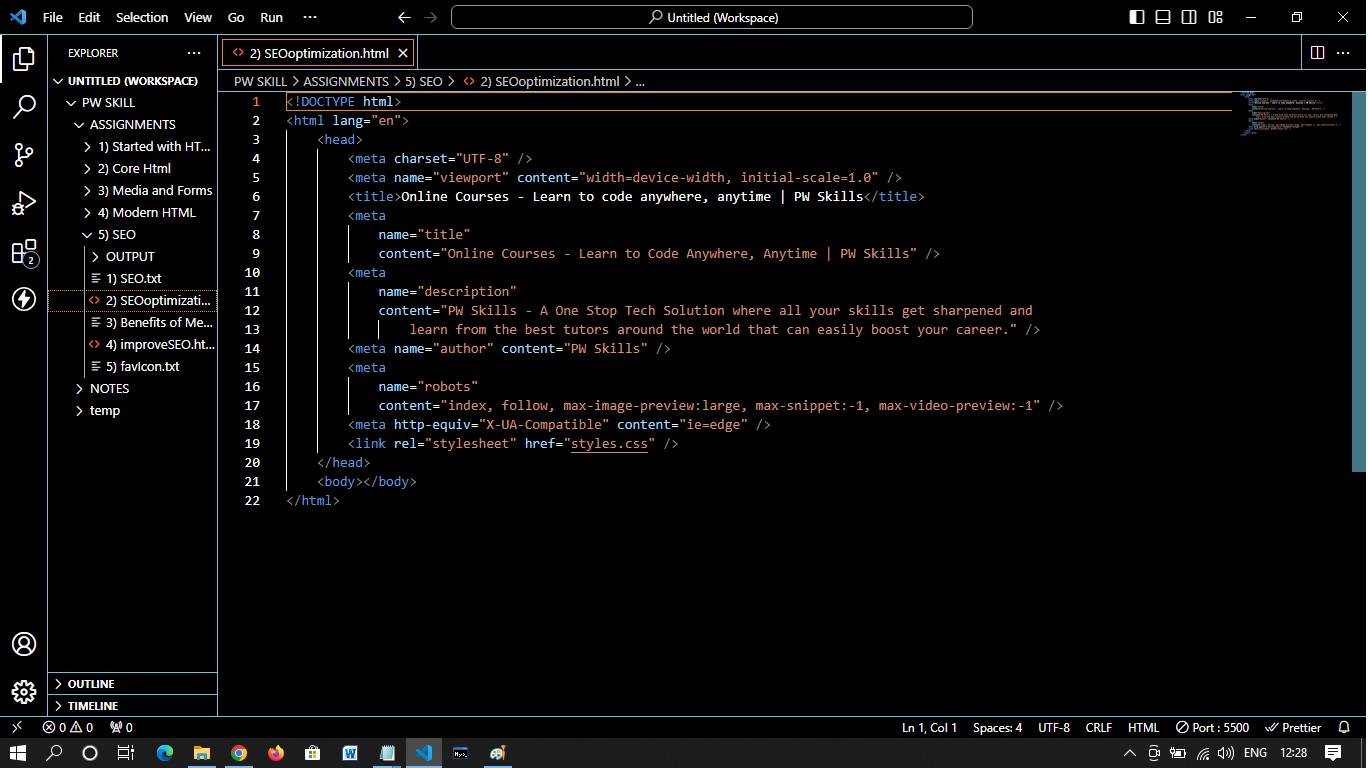 File Edit Selection View Go Run ··· Untitled (Workspace)
EXPLORER ···
UNTITLED (WORKSPACE)
PW SKILL
ASSIGNMENTS
1) Started with HT...
2) Core Html
3) Media and Forms
4) Modern HTML
5) SEO
OUTPUT
1) SEO.txt
2) SEOoptimizati...
3) Benefits of Me...
4) improveSEO.ht...
5) favIcon.txt
NOTES
temp
OUTLINE
TIMELINE
2
2) SEOoptimization.html
PW SKILL > ASSIGNMENTS > 5) SEO > 2) SEOoptimization.html > ...
1 <!DOCTYPE html>
2 <html lang="en">
3 <head>
4 <meta charset="UTF-8" />
5 <meta name="viewport" content="width=device-width, initial-scale=1.0" />
6 <title>Online Courses - Learn to code anywhere, anytime | PW Skills</title>
7 <meta
8 name="title"
9 content="Online Courses - Learn to Code Anywhere, Anytime | PW Skills" />
10 <meta
11 name="description"
12 content="PW Skills - A One Stop Tech Solution where all your skills get sharpened and
13 learn from the best tutors around the world that can easily boost your career." />
14 <meta name="author" content="PW Skills" />
15 <meta
16 name="robots"
17 content="index, follow, max-image-preview:large, max-snippet:-1, max-video-preview:-1" />
18 <meta http-equiv="X-UA-Compatible" content="ie=edge" />
19 <link rel="stylesheet" href="styles.css" />
20 </head>
21 <body></body>
22 </html>
0 0 0 Ln 1, Col 1 Spaces: 4 UTF-8 CRLF HTML Port : 5500 Prettier
ENG 12:28